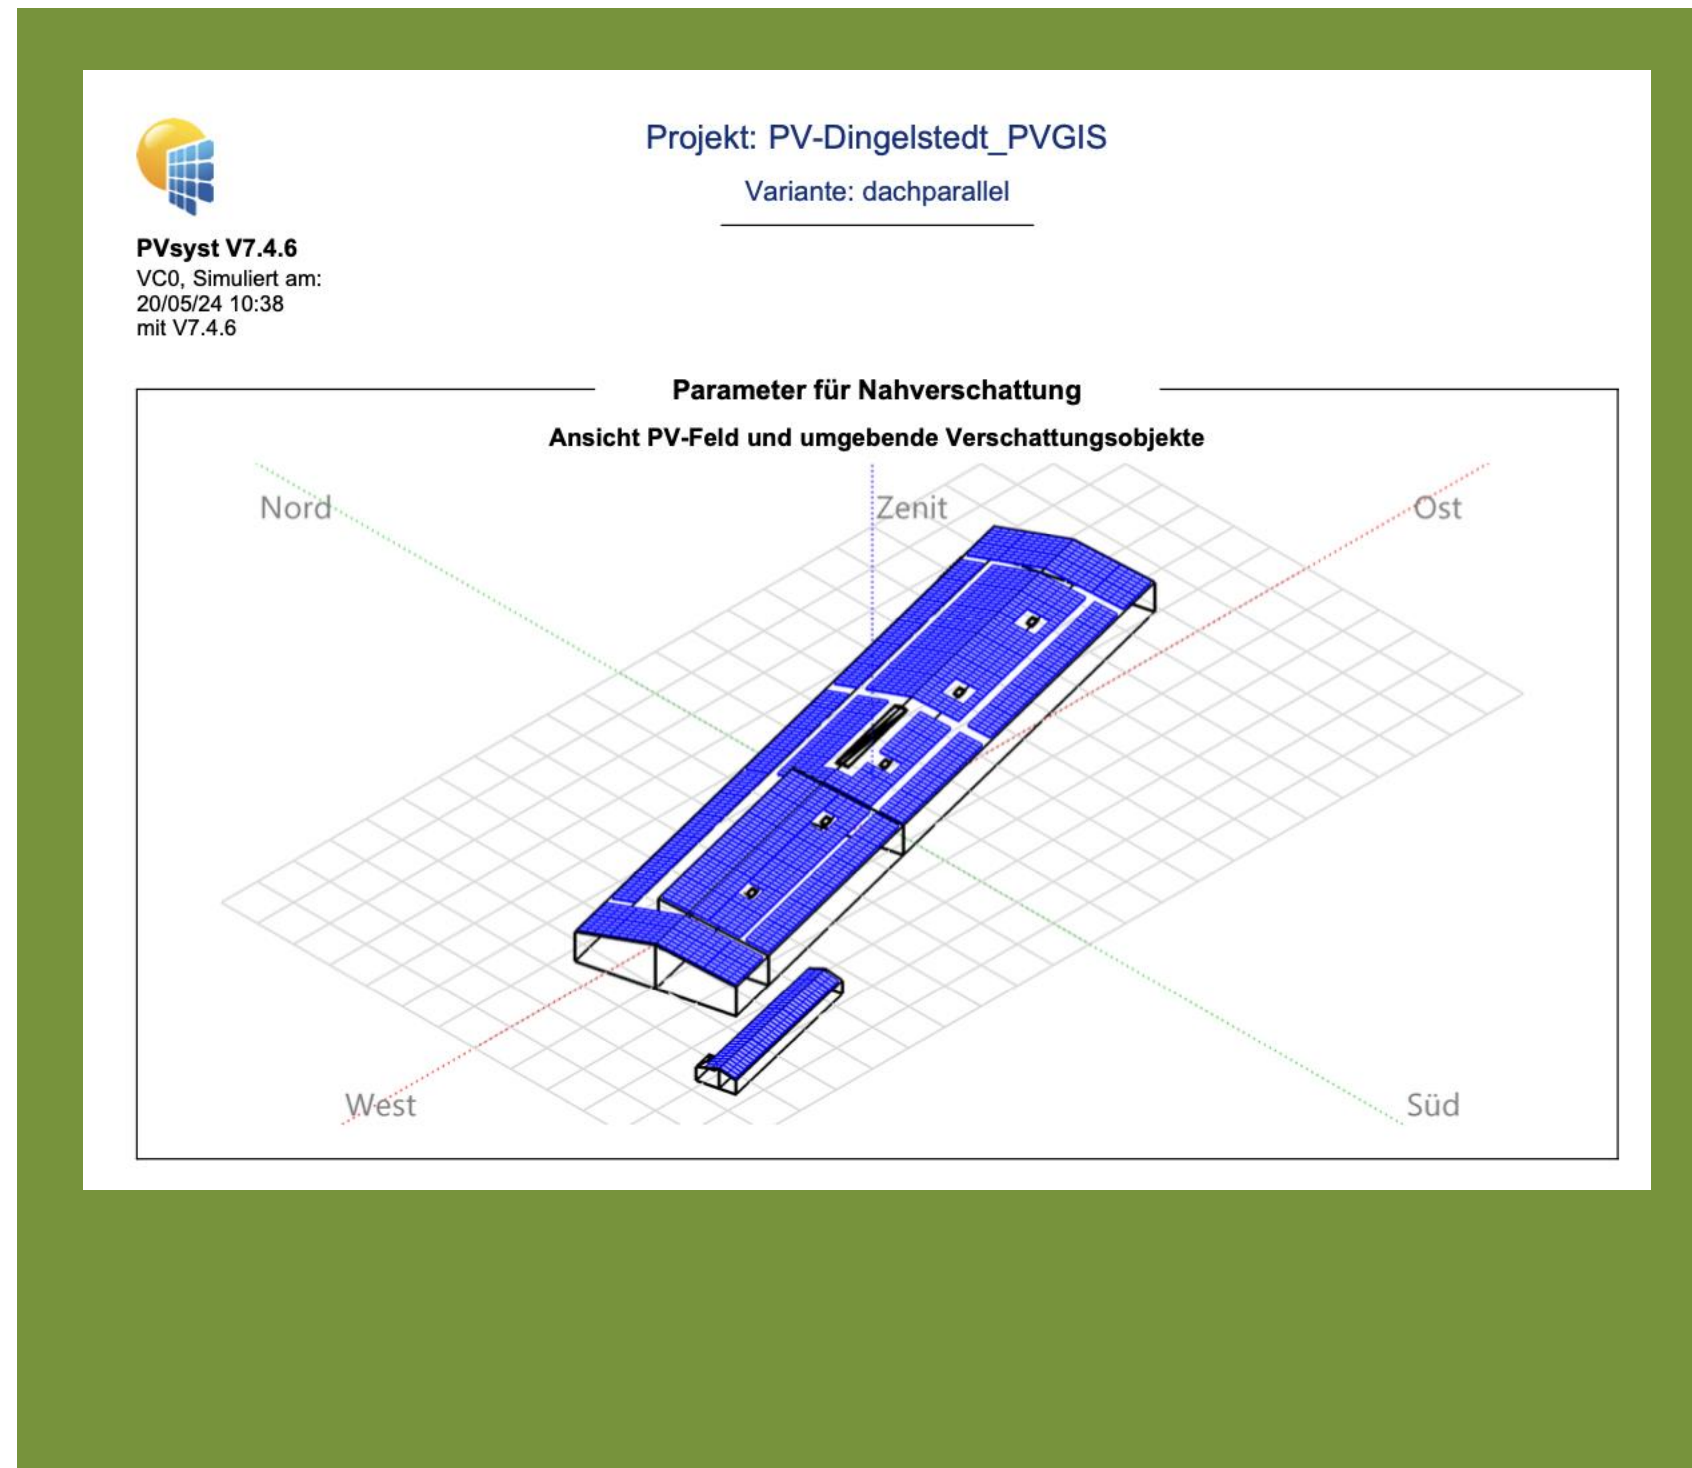 Projekt: PV-Dingelstedt_PVGIS
Variante: dachparallel
PVsyst V7.4.6
VC0, Simuliert am:
20/05/24 10:38
mit V7.4.6
Parameter für Nahverschattung
Ansicht PV-Feld und umgebende Verschattungsobjekte
Nord
Zenit
Ost
West
Süd